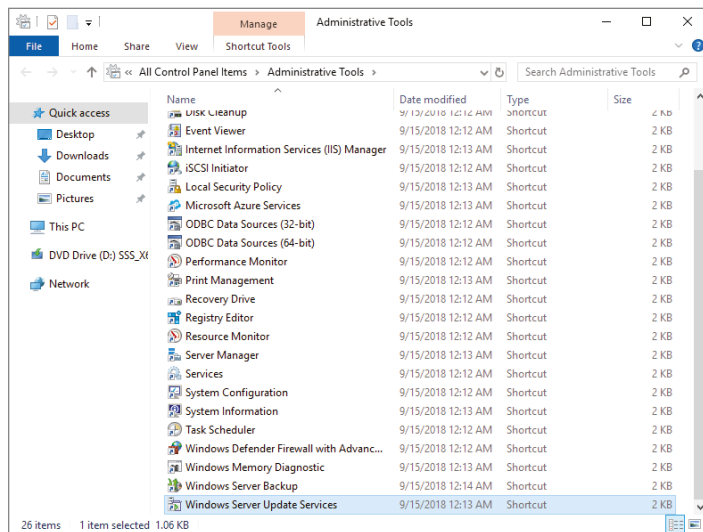 Manage Administrative Tools
File Home Share View Shortcut Tools
« All Control Panel Items > Administrative Tools > Search Administrative Tools
Name Date modified Type Size
Quick access
Desktop
Downloads
Documents
Pictures
This PC
DVD Drive (D:) SSS_X6
Network
Disk Cleanup 9/15/2018 12:12 AM Shortcut 2 KB
Event Viewer 9/15/2018 12:12 AM Shortcut 2 KB
Internet Information Services (IIS) Manager 9/15/2018 12:13 AM Shortcut 2 KB
iSCSI Initiator 9/15/2018 12:12 AM Shortcut 2 KB
Local Security Policy 9/15/2018 12:13 AM Shortcut 2 KB
Microsoft Azure Services 9/15/2018 12:13 AM Shortcut 2 KB
ODBC Data Sources (32-bit) 9/15/2018 12:12 AM Shortcut 2 KB
ODBC Data Sources (64-bit) 9/15/2018 12:12 AM Shortcut 2 KB
Performance Monitor 9/15/2018 12:12 AM Shortcut 2 KB
Print Management 9/15/2018 12:13 AM Shortcut 2 KB
Recovery Drive 9/15/2018 12:12 AM Shortcut 2 KB
Registry Editor 9/15/2018 12:12 AM Shortcut 2 KB
Resource Monitor 9/15/2018 12:12 AM Shortcut 2 KB
Server Manager 9/15/2018 12:13 AM Shortcut 2 KB
Services 9/15/2018 12:12 AM Shortcut 2 KB
System Configuration 9/15/2018 12:12 AM Shortcut 2 KB
System Information 9/15/2018 12:13 AM Shortcut 2 KB
Task Scheduler 9/15/2018 12:12 AM Shortcut 2 KB
Windows Defender Firewall with Advanc... 9/15/2018 12:12 AM Shortcut 2 KB
Windows Memory Diagnostic 9/15/2018 12:13 AM Shortcut 2 KB
Windows Server Backup 9/15/2018 12:14 AM Shortcut 2 KB
Windows Server Update Services 9/15/2018 12:13 AM Shortcut 2 KB
26 items 1 item selected 1.06 KB